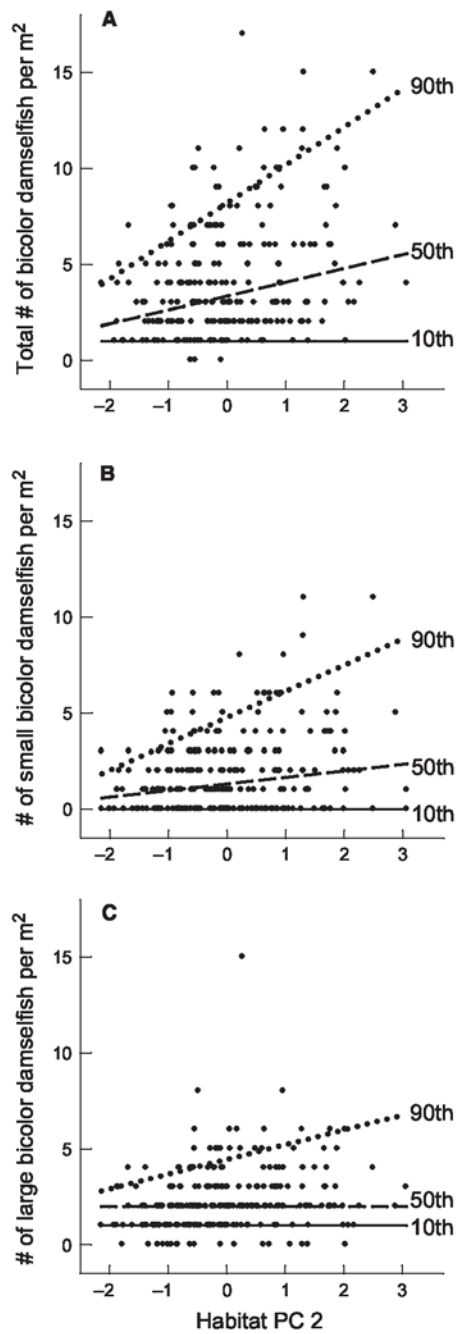 A
Total # of bicolor damselfish per m²
15
10
5
0
90th
50th
10th
–2 –1 0 1 2 3
B
# of small bicolor damselfish per m²
15
10
5
0
90th
50th
10th
–2 –1 0 1 2 3
C
# of large bicolor damselfish per m²
15
10
5
0
90th
50th
10th
–2 –1 0 1 2 3
Habitat PC 2